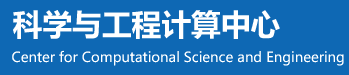 科学与工程计算中心
Center for Computational Science and Engineering